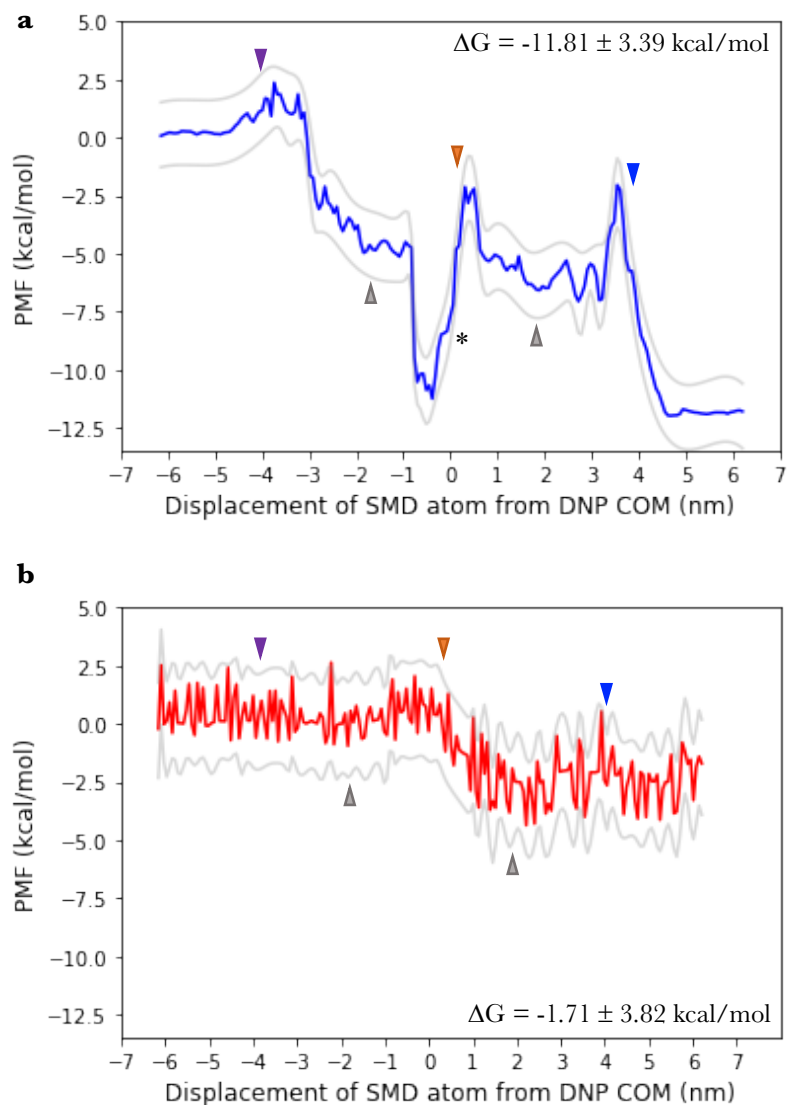 a
ΔG = -11.81 ± 3.39 kcal/mol
5.0
2.5
0.0
−2.5
−5.0
−7.5
−10.0
−12.5
PMF (kcal/mol)
*
−7 −6 −5 −4 −3 −2 −1 0 1 2 3 4 5 6 7
Displacement of SMD atom from DNP COM (nm)
b
5.0
2.5
0.0
−2.5
−5.0
−7.5
−10.0
−12.5
PMF (kcal/mol)
ΔG = -1.71 ± 3.82 kcal/mol
−7 −6 −5 −4 −3 −2 −1 0 1 2 3 4 5 6 7
Displacement of SMD atom from DNP COM (nm)